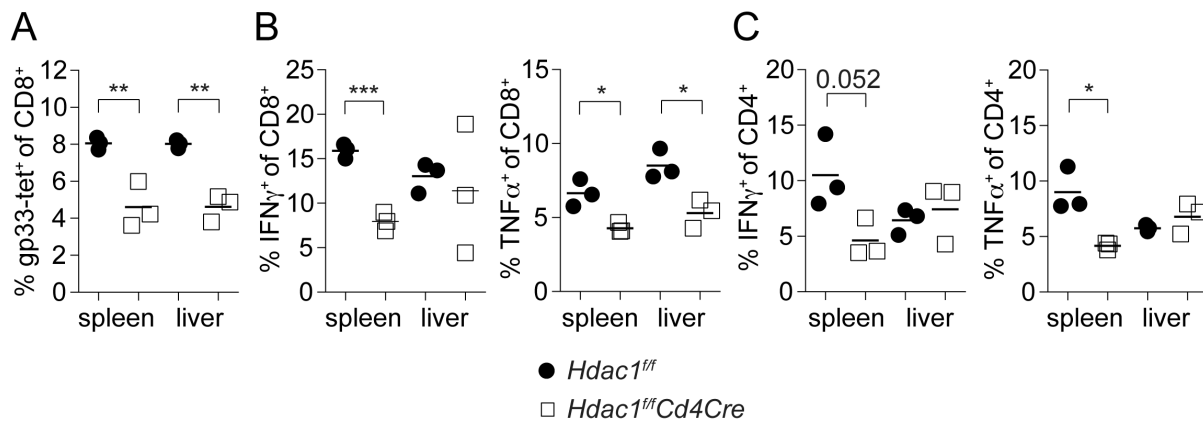 A
B
C
% gp33-tet⁺ of CD8⁺
12
10
8
6
4
2
0
**
**
spleen liver
% IFNγ⁺ of CD8⁺
25
20
15
10
5
0
***
spleen liver
% TNFα⁺ of CD8⁺
15
10
5
0
*
*
spleen liver
% IFNγ⁺ of CD4⁺
20
15
10
5
0
0.052
spleen liver
% TNFα⁺ of CD4⁺
20
15
10
5
0
*
spleen liver
Hdac1f/f
Hdac1f/fCd4Cre